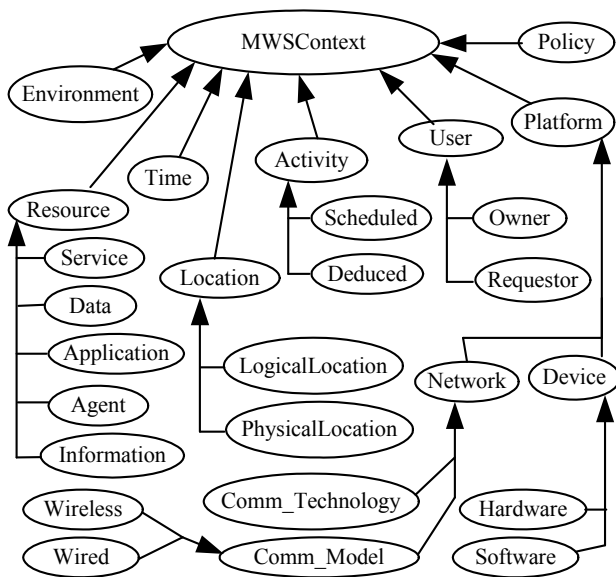 MWSContext
Policy
Environment
Platform
User
Activity
Time
Resource
Scheduled
Owner
Service
Location
Deduced
Requestor
Data
Application
LogicalLocation
Network
Device
Agent
PhysicalLocation
Information
Wireless
Comm_Technology
Hardware
Wired
Comm_Model
Software